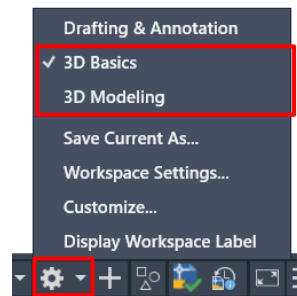 Drafting & Annotation
3D Basics
3D Modeling
Save Current As...
Workspace Settings...
Customize...
Display Workspace Label